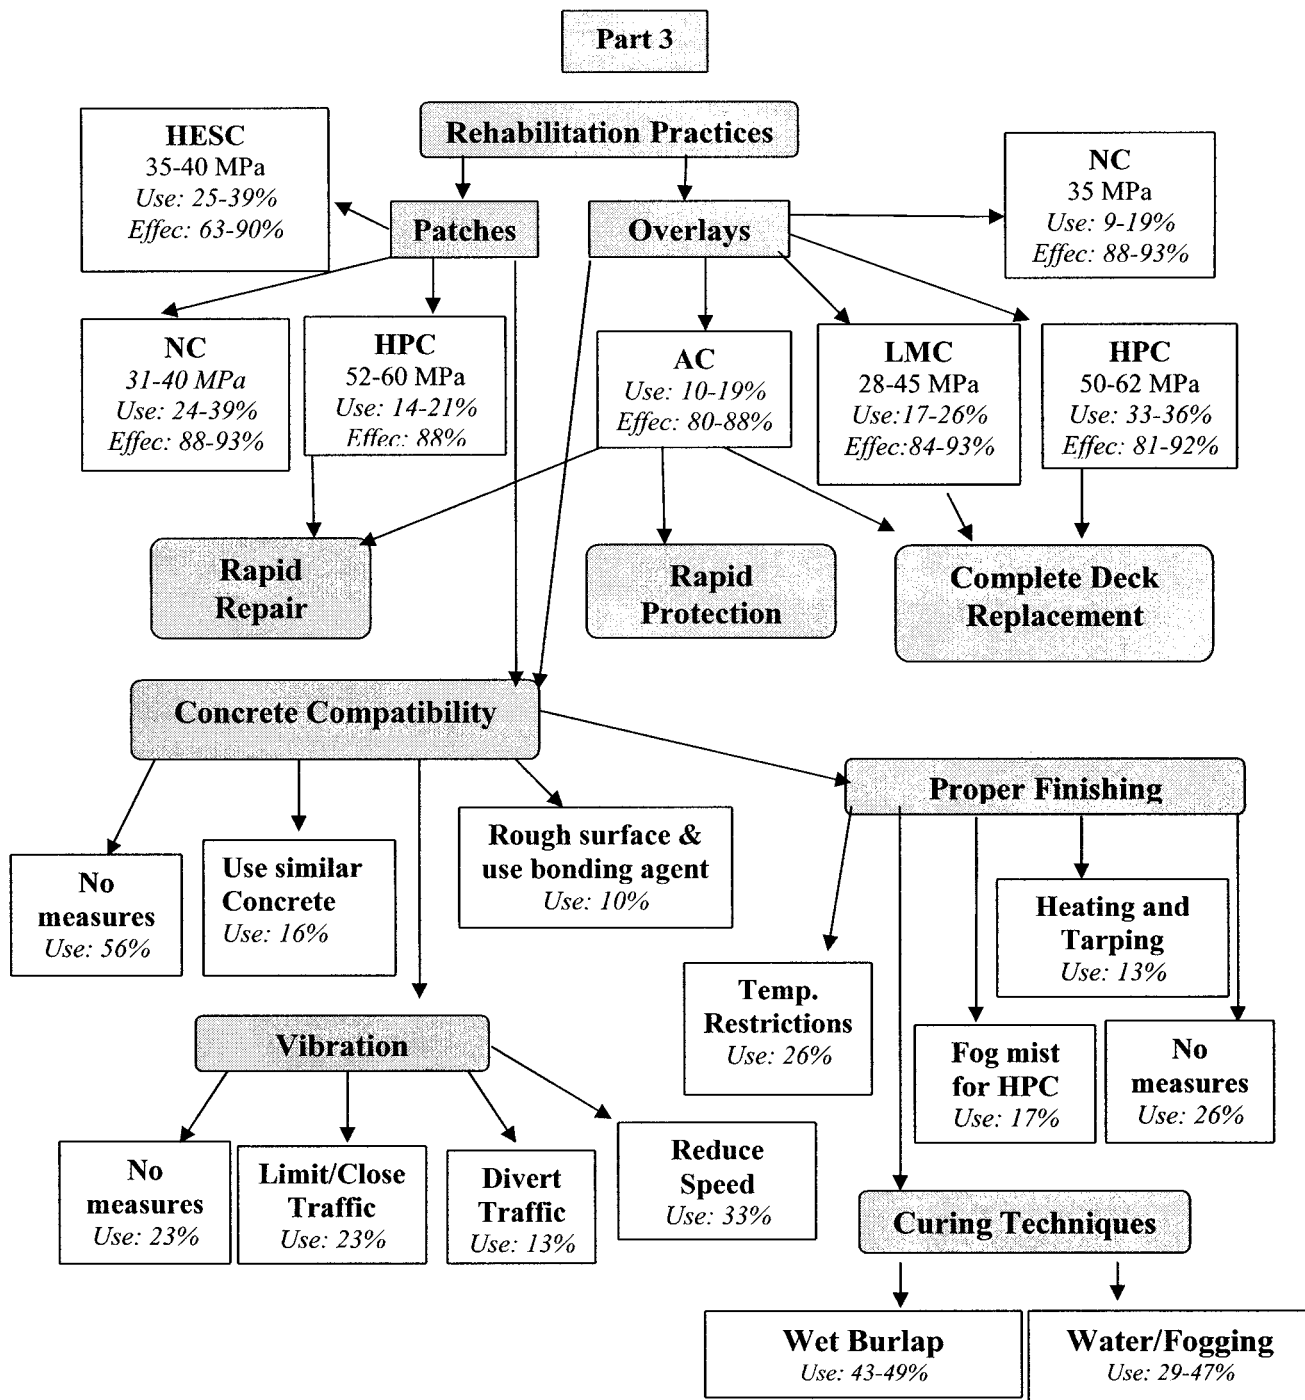 Part 3
Rehabilitation Practices
HESC
35-40 MPa
Use: 25-39%
Effec: 63-90%
NC
35 MPa
Use: 9-19%
Effec: 88-93%
Patches
Overlays
NC
31-40 MPa
Use: 24-39%
Effec: 88-93%
HPC
52-60 MPa
Use: 14-21%
Effec: 88%
AC
Use: 10-19%
Effec: 80-88%
LMC
28-45 MPa
Use:17-26%
Effec:84-93%
HPC
50-62 MPa
Use: 33-36%
Effec: 81-92%
Rapid
Repair
Rapid
Protection
Complete Deck
Replacement
Concrete Compatibility
Proper Finishing
No
measures
Use: 56%
Use similar
Concrete
Use: 16%
Rough surface &
use bonding agent
Use: 10%
Heating and
Tarping
Use: 13%
Temp.
Restrictions
Use: 26%
Fog mist
for HPC
Use: 17%
No
measures
Use: 26%
Vibration
No
measures
Use: 23%
Limit/Close
Traffic
Use: 23%
Divert
Traffic
Use: 13%
Reduce
Speed
Use: 33%
Curing Techniques
Wet Burlap
Use: 43-49%
Water/Fogging
Use: 29-47%